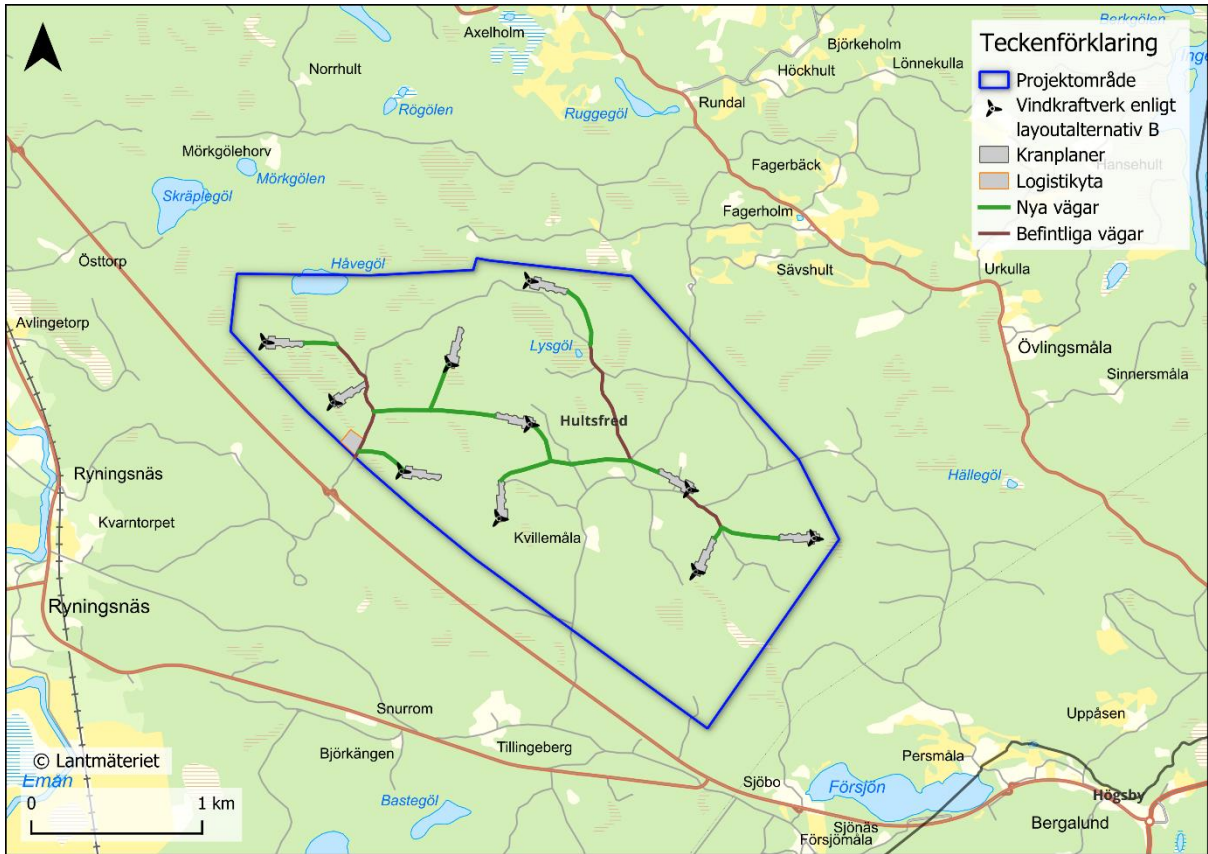 Axelholm
Berkgölen
Norrhult
Rögölen
Ruggegöl
Björkeholm
Höckhult
Lönnekulla
Rundal
Teckenförklaring
Projektområde
Vindkraftverk enligt
layoutalternativ B
Kranplaner
Logistikyta
Nya vägar
Befintliga vägar
Hansehult
Mörkgölehorv
Mörkgölen
Skräplegöl
Fagerbäck
Fagerholm
Östtorp
Håvegöl
Sävshult
Urkulla
Avlingetorp
Lysgöl
Övlingsmåla
Sinnersmåla
Hultsfred
Ryningsnäs
Kvarntorpet
Kvillemåla
Hällegöl
Ryningsnäs
Snurrom
Björkängen
Tillingeberg
Uppåsen
Persmåla
© Lantmäteriet
Emån
0 1 km
Bastegöl
Sjöbo
Försjön
Högsby
Sjönäs
Försjömåla
Bergalund